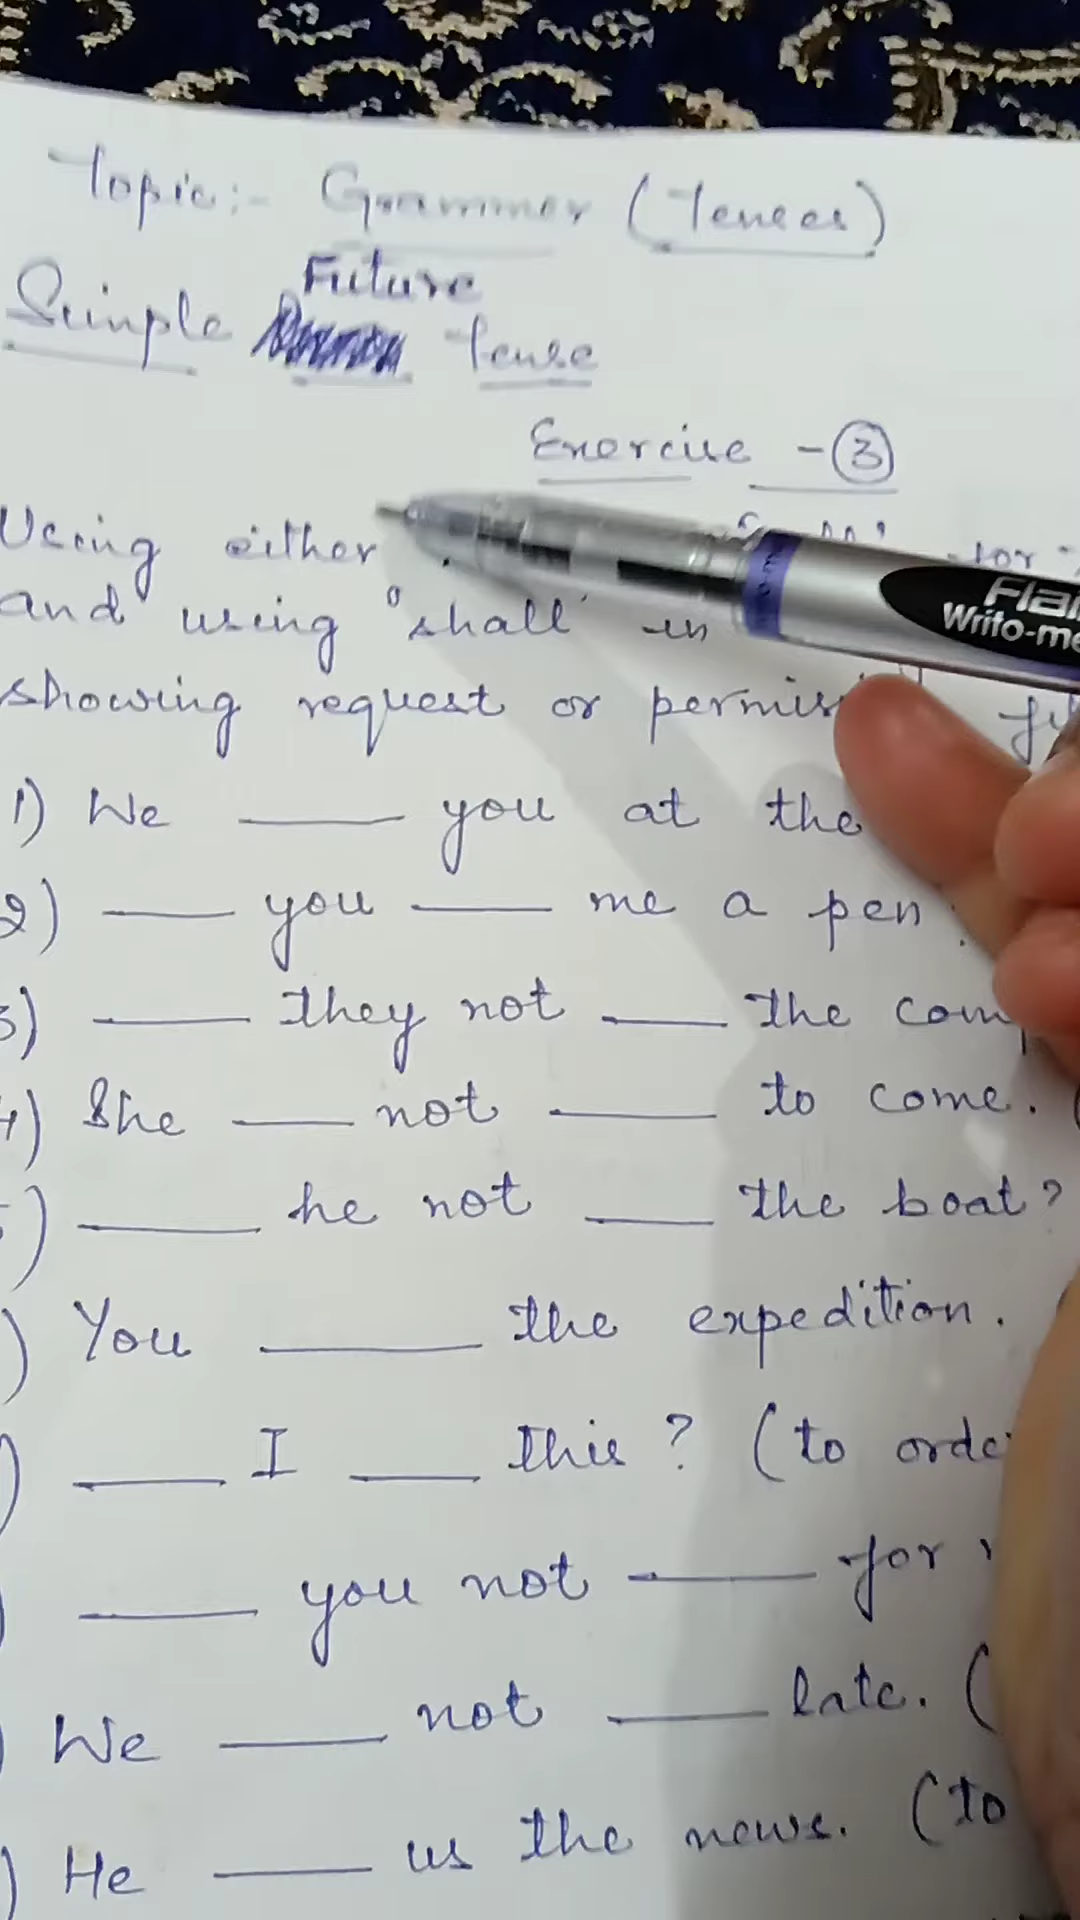 Topic:- Grammer (Tenses)
Future
Simple Tense
Exercise - 3
Using either for
and using 'shall' in
showing request or
1) We ____ you at the
2) ____ you ____ me a pen.
3) ____ they not ____ the
4) She ____ not ____ to come. (
) ____ he not ____ the boat?
) You ____ the expedition.
) ____ I ____ this? (to
) ____ you not ____ for
) We ____ not ____ late. (
) He ____ us the news. (to
Flai
Writo-me